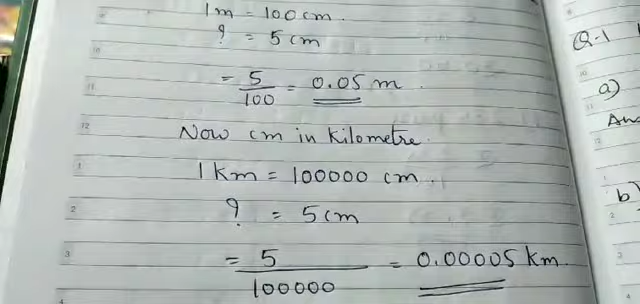 1m = 100 cm.
? = 5 cm
= 5/100 = 0.05 m
Now cm in kilometre.
1 km = 100000 cm.
? = 5 cm
= 5/100000 = 0.00005 km.
Q.1
a)
b)